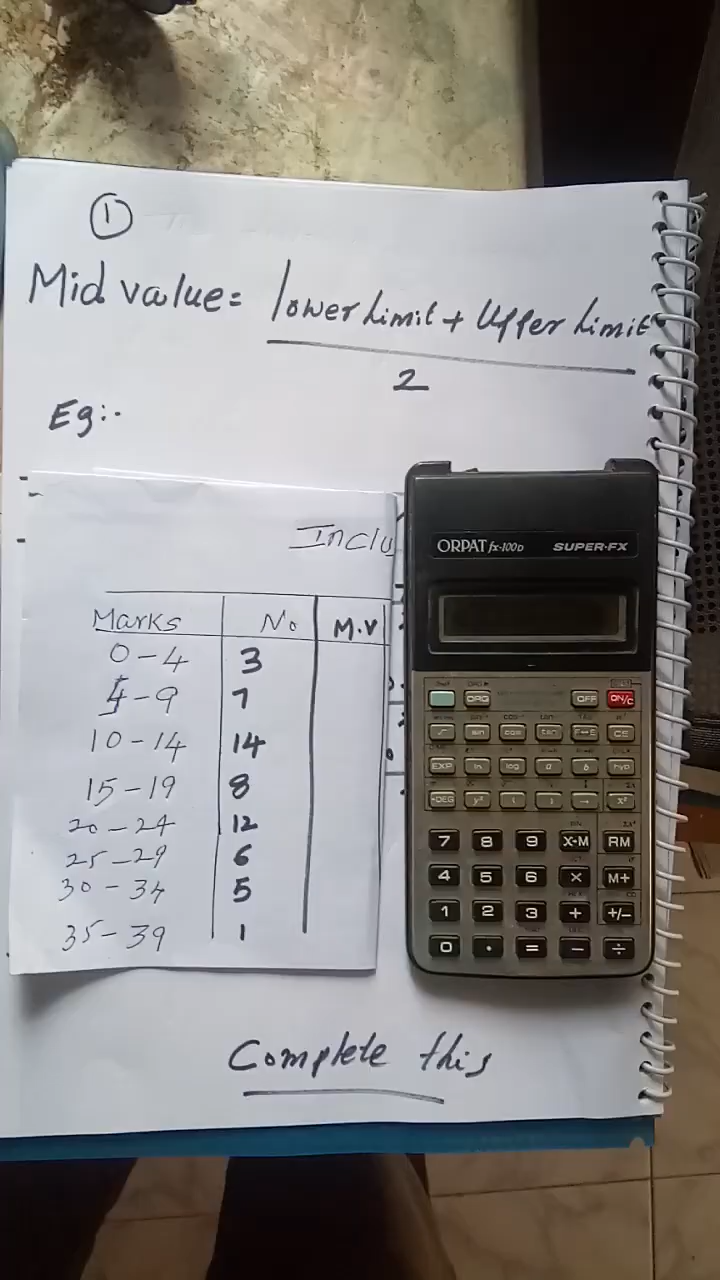 1
Mid value = lower Limit + Upper Limit
2
Eg:-
Inclu
Marks No M.V
0-4 3
5-9 7
10-14 14
15-19 8
20-24 12
25-29 6
30-34 5
35-39 1
ORPAT fx-100D SUPER-FX
DRG OFF ON/C
√ sin cos tan F↔E CE
EXP ln log a b hyp
→DEG yˣ ( ) → x²
7 8 9 X→M RM
4 5 6 × M+
1 2 3 + +/−
0 • = − ÷
Complete this